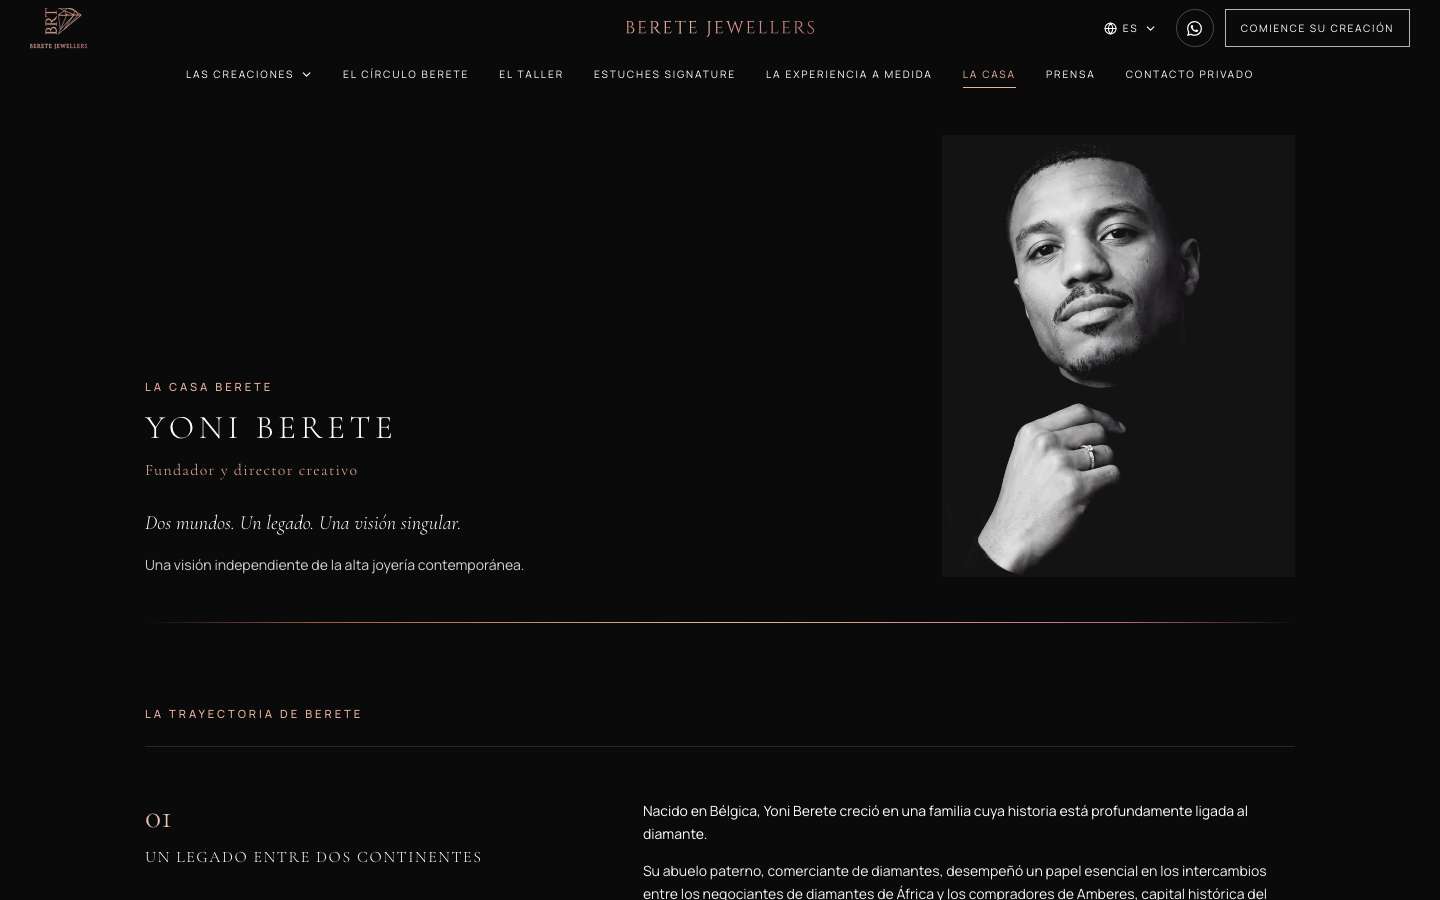 BRT
BERETE JEWELLERS
BERETE JEWELLERS
ES
COMIENCE SU CREACIÓN
LAS CREACIONES
EL CÍRCULO BERETE
EL TALLER
ESTUCHES SIGNATURE
LA EXPERIENCIA A MEDIDA
LA CASA
PRENSA
CONTACTO PRIVADO
LA CASA BERETE
YONI BERETE
Fundador y director creativo
Dos mundos. Un legado. Una visión singular.
Una visión independiente de la alta joyería contemporánea.
LA TRAYECTORIA DE BERETE
01
UN LEGADO ENTRE DOS CONTINENTES
Nacido en Bélgica, Yoni Berete creció en una familia cuya historia está profundamente ligada al
diamante.
Su abuelo paterno, comerciante de diamantes, desempeñó un papel esencial en los intercambios
entre los negociantes de diamantes de África y los compradores de Amberes, capital histórica del